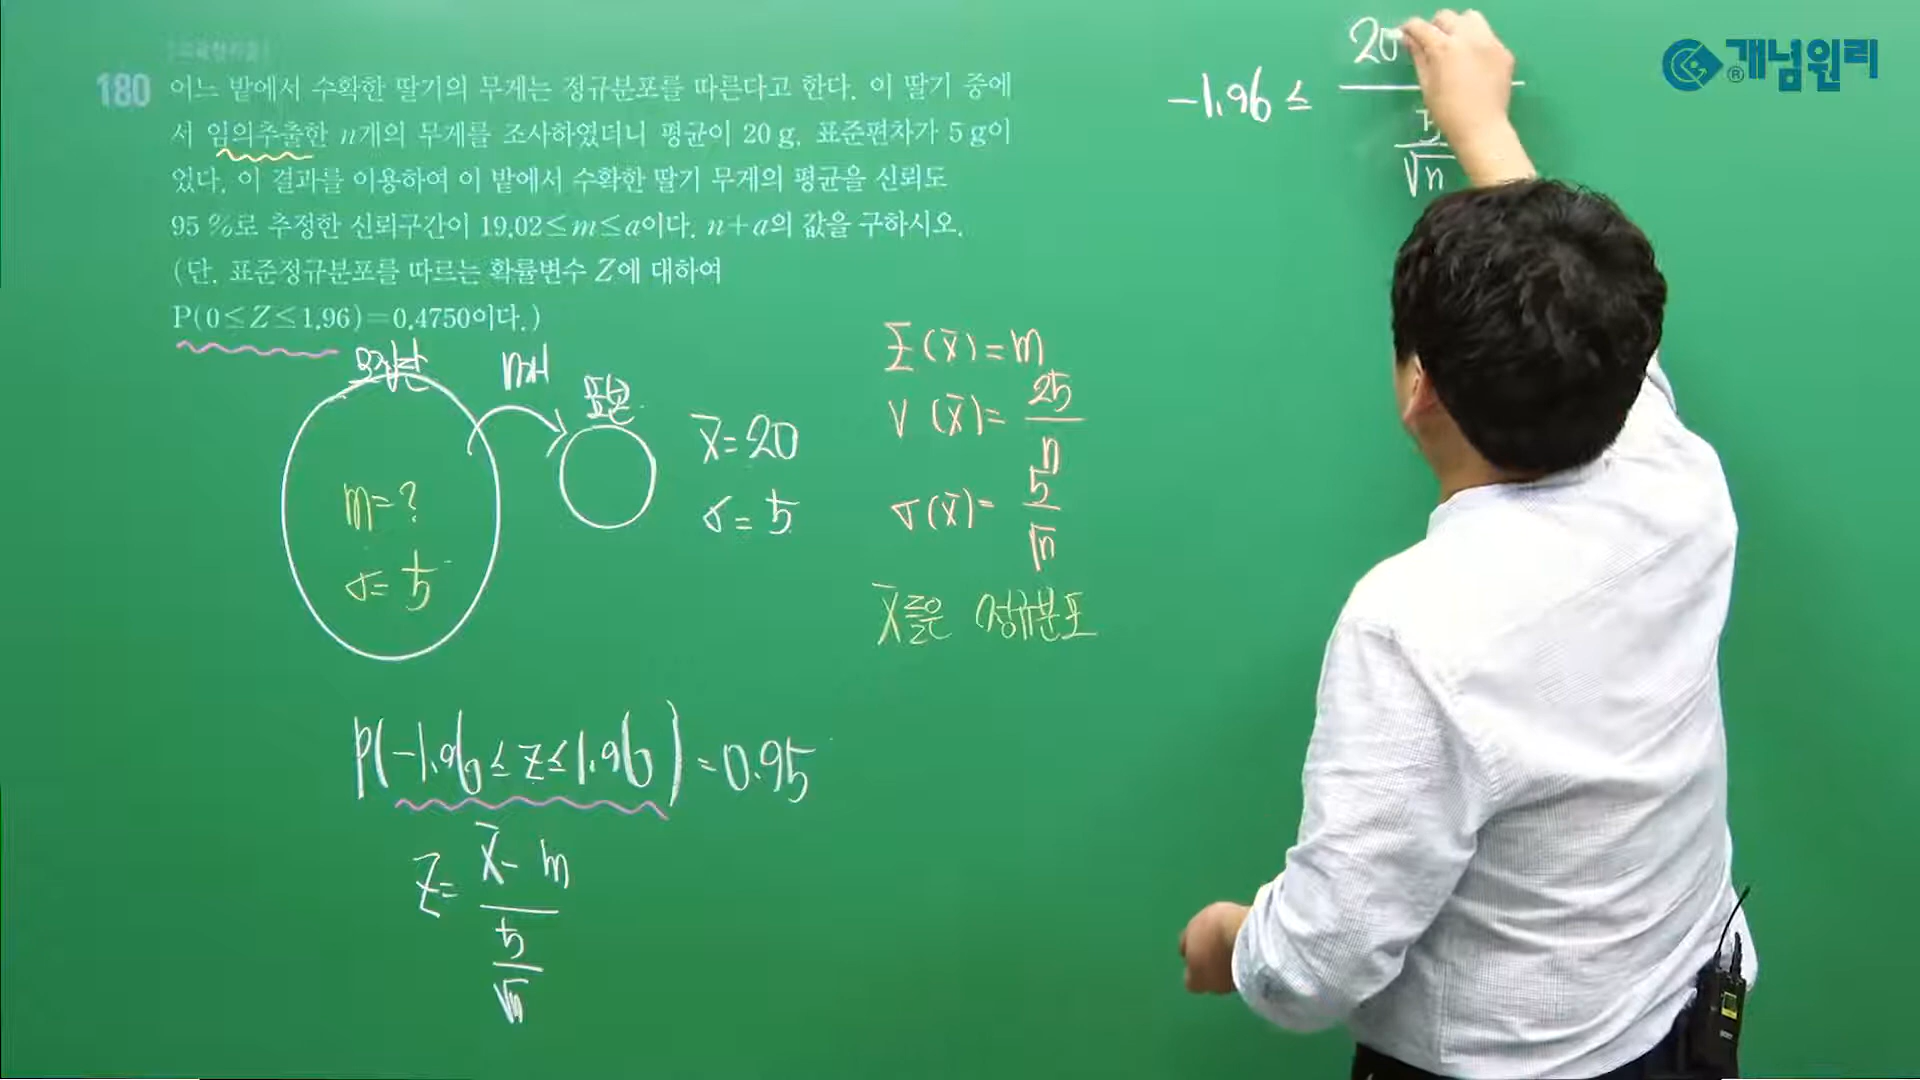 180 어느 밭에서 수확한 딸기의 무게는 정규분포를 따른다고 한다. 이 딸기 중에
서 임의추출한 n개의 무게를 조사하였더니 평균이 20 g, 표준편차가 5 g이
었다. 이 결과를 이용하여 이 밭에서 수확한 딸기 무게의 평균을 신뢰도
95 %로 추정한 신뢰구간이 19.02≤m≤a이다. n+a의 값을 구하시오.
(단, 표준정규분포를 따르는 확률변수 Z에 대하여
P(0≤Z≤1.96)=0.4750이다.)
모집단
n개
표본
m=?
σ=5
X̄=20
σ=5
E(X̄)=m
V(X̄)=25/n
σ(X̄)=5/√n
X̄들은 정규분포
P(-1.96≤Z≤1.96)=0.95
Z=(X̄-m)/(5/√n)
-1.96≤
20
5/√n
개념원리®